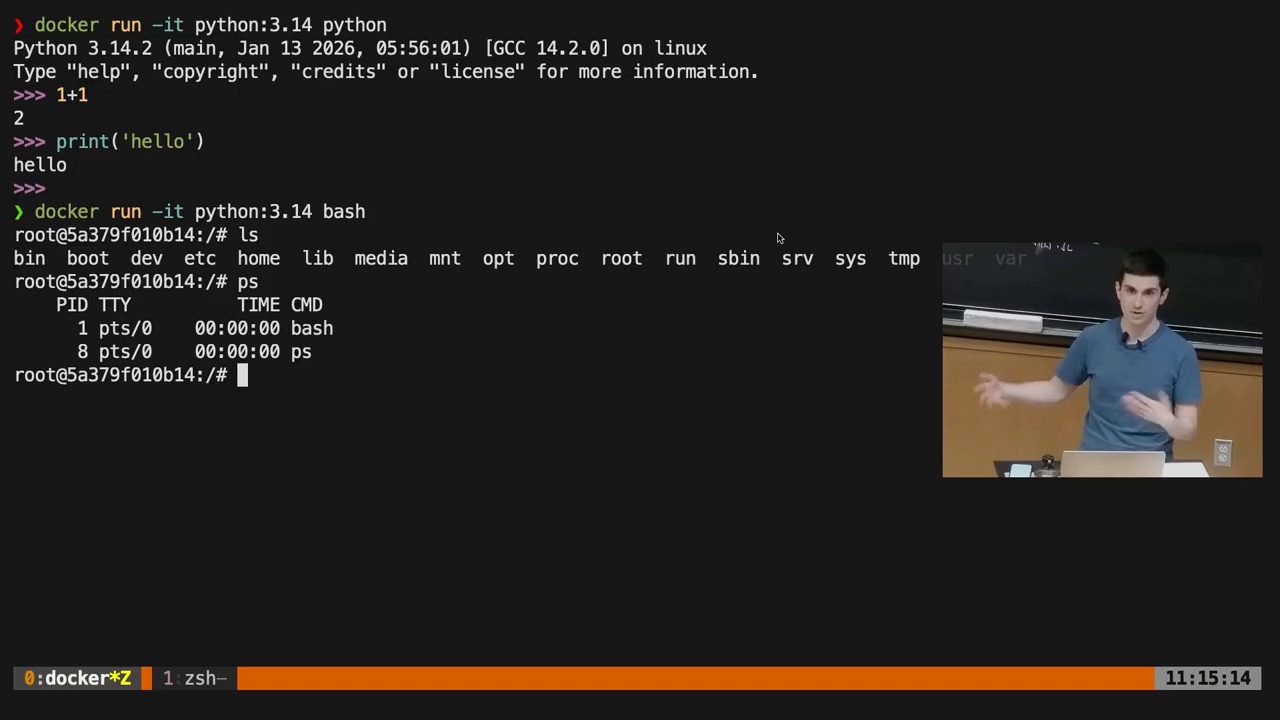 ❯ docker run -it python:3.14 python
Python 3.14.2 (main, Jan 13 2026, 05:56:01) [GCC 14.2.0] on linux
Type "help", "copyright", "credits" or "license" for more information.
>>> 1+1
2
>>> print('hello')
hello
>>>
❯ docker run -it python:3.14 bash
root@5a379f010b14:/# ls
bin boot dev etc home lib media mnt opt proc root run sbin srv sys tmp usr var
root@5a379f010b14:/# ps
PID TTY TIME CMD
1 pts/0 00:00:00 bash
8 pts/0 00:00:00 ps
root@5a379f010b14:/#
0:docker*Z 1:zsh- 11:15:14